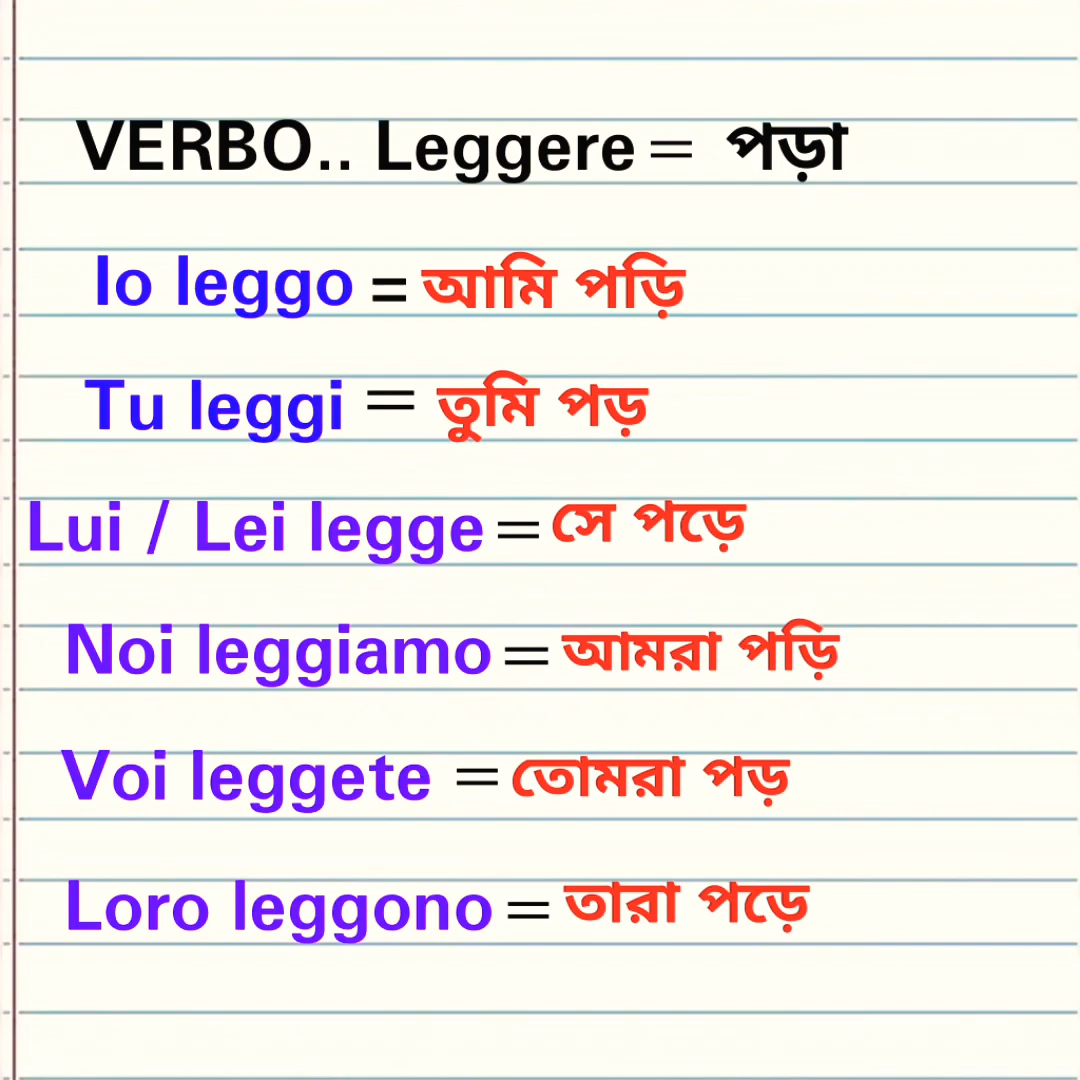 VERBO.. Leggere = পড়া
Io leggo = আমি পড়ি
Tu leggi = তুমি পড়
Lui / Lei legge = সে পড়ে
Noi leggiamo = আমরা পড়ি
Voi leggete = তোমরা পড়
Loro leggono = তারা পড়ে